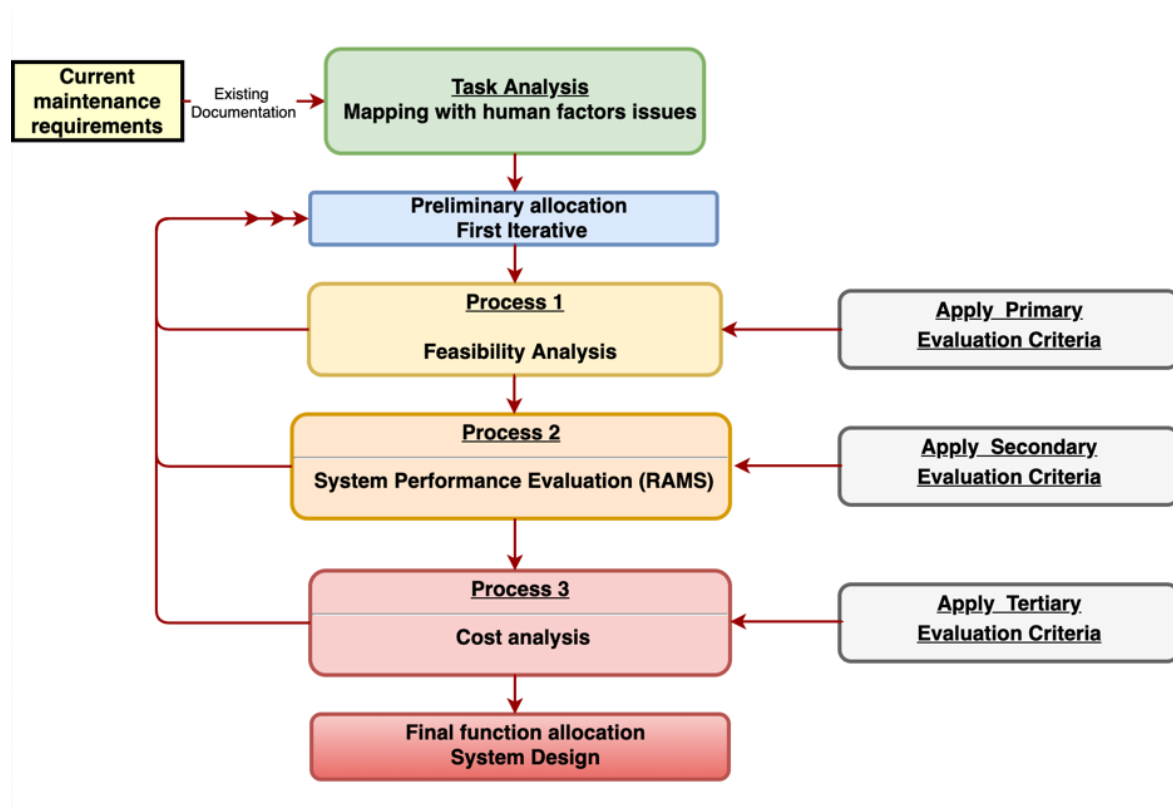 Current
maintenance
requirements
Existing
Documentation
Task Analysis
Mapping with human factors issues
Preliminary allocation
First Iterative
Process 1
Feasibility Analysis
Apply Primary
Evaluation Criteria
Process 2
System Performance Evaluation (RAMS)
Apply Secondary
Evaluation Criteria
Process 3
Cost analysis
Apply Tertiary
Evaluation Criteria
Final function allocation
System Design